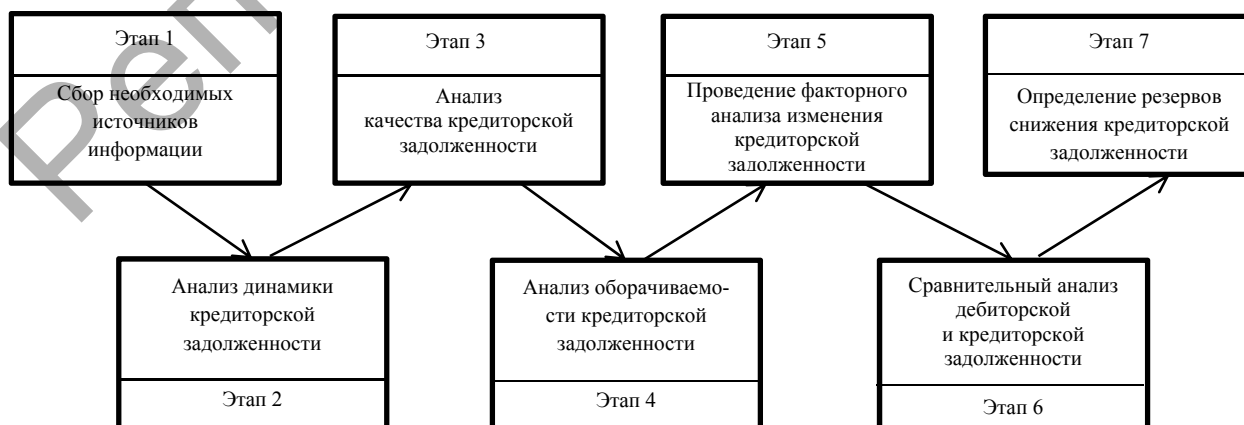 Этап 1
Сбор необходимых
источников
информации
Этап 3
Анализ
качества кредиторской
задолженности
Этап 5
Проведение факторного
анализа изменения
кредиторской
задолженности
Этап 7
Определение резервов
снижения кредиторской
задолженности
Анализ динамики
кредиторской
задолженности
Этап 2
Анализ оборачиваемо-
сти кредиторской
задолженности
Этап 4
Сравнительный анализ
дебиторской
и кредиторской
задолженности
Этап 6